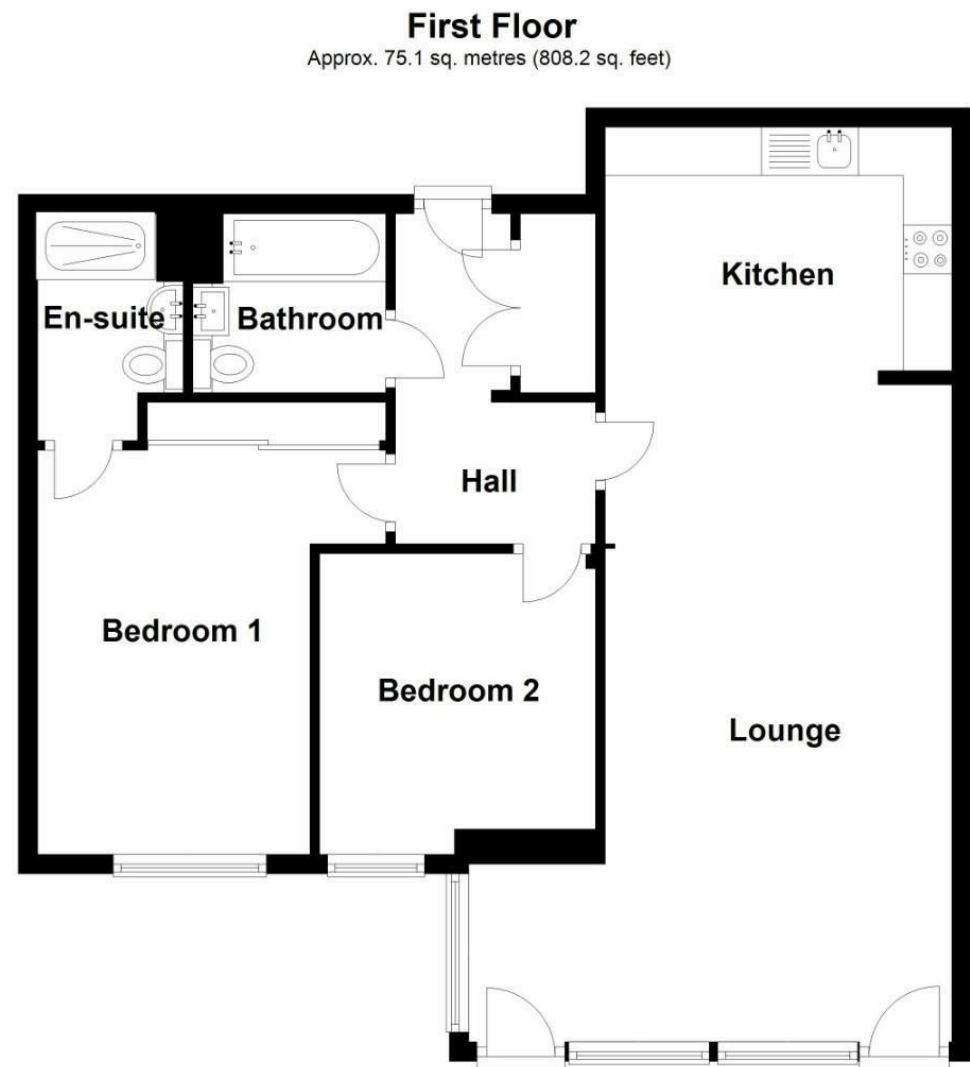 First Floor
Approx. 75.1 sq. metres (808.2 sq. feet)
Kitchen
En-suite
Bathroom
Hall
Bedroom 1
Bedroom 2
Lounge